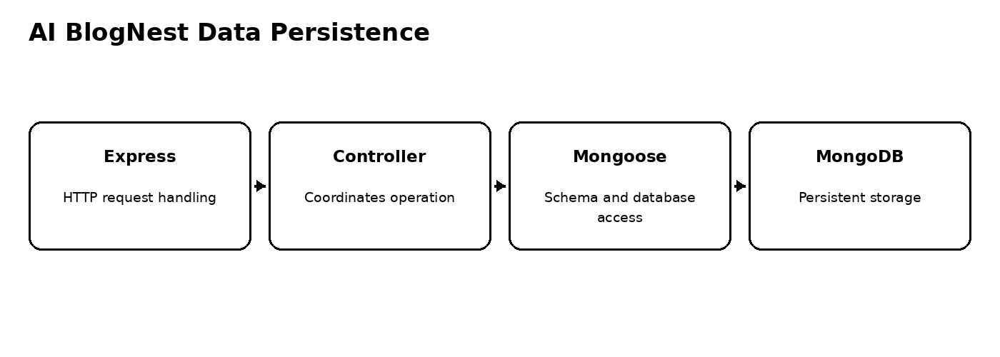 AI BlogNest Data Persistence
Express
HTTP request handling
Controller
Coordinates operation
Mongoose
Schema and database
access
MongoDB
Persistent storage